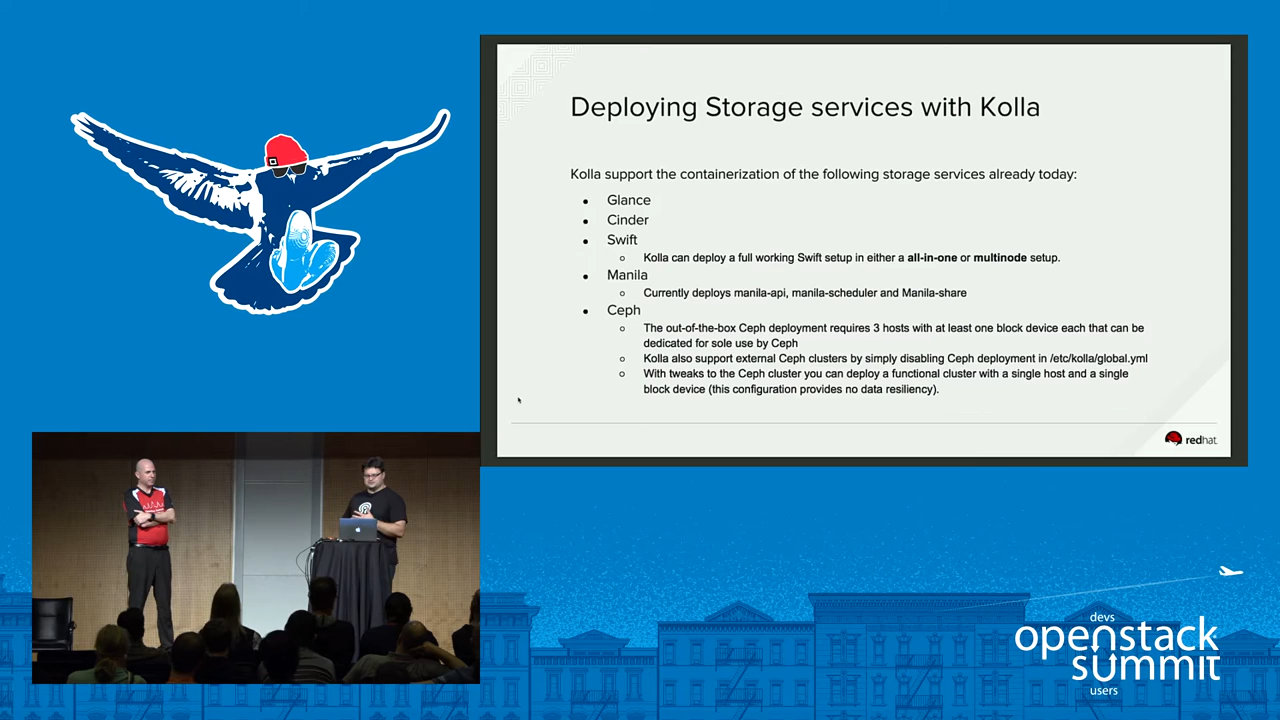 Deploying Storage services with Kolla
Kolla support the containerization of the following storage services already today:
Glance
Cinder
Swift
Kolla can deploy a full working Swift setup in either a all-in-one or multinode setup.
Manila
Currently deploys manila-api, manila-scheduler and Manila-share
Ceph
The out-of-the-box Ceph deployment requires 3 hosts with at least one block device each that can be
dedicated for sole use by Ceph
Kolla also support external Ceph clusters by simply disabling Ceph deployment in /etc/kolla/global.yml
With tweaks to the Ceph cluster you can deploy a functional cluster with a single host and a single
block device (this configuration provides no data resiliency).
redhat.
devs
openstack
summit
users